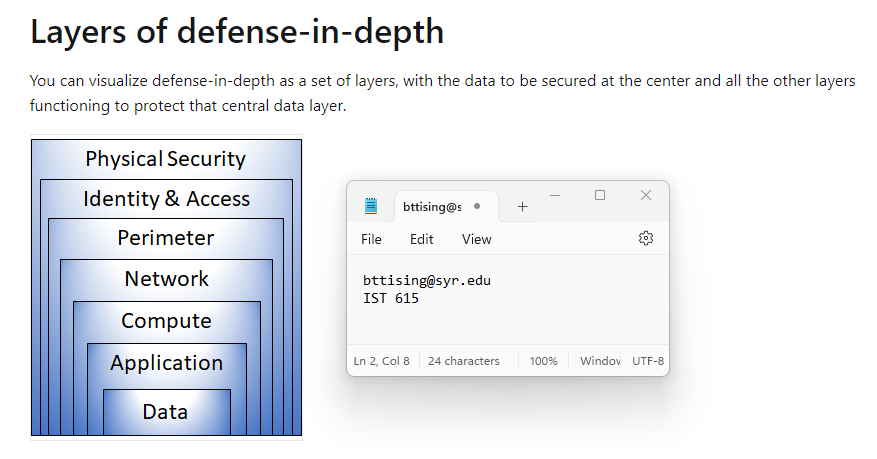 Layers of defense-in-depth
You can visualize defense-in-depth as a set of layers, with the data to be secured at the center and all the other layers
functioning to protect that central data layer.
Physical Security
Identity & Access
Perimeter
Network
Compute
Application
Data
bttising@s
File Edit View
bttising@syr.edu
IST 615
Ln 2, Col 8 24 characters 100% Window UTF-8